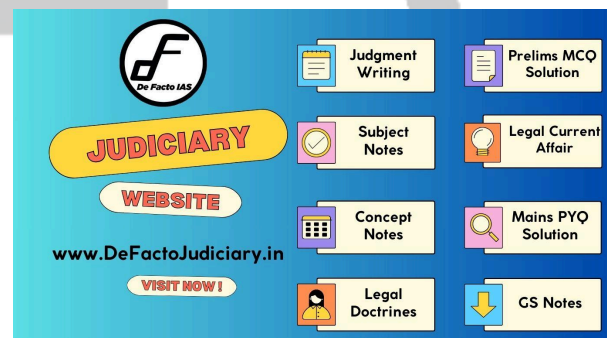 De Facto IAS
JUDICIARY
WEBSITE
www.DeFactoJudiciary.in
VISIT NOW !
Judgment
Writing
Prelims MCQ
Solution
Subject
Notes
Legal Current
Affair
Concept
Notes
Mains PYQ
Solution
Legal
Doctrines
GS Notes